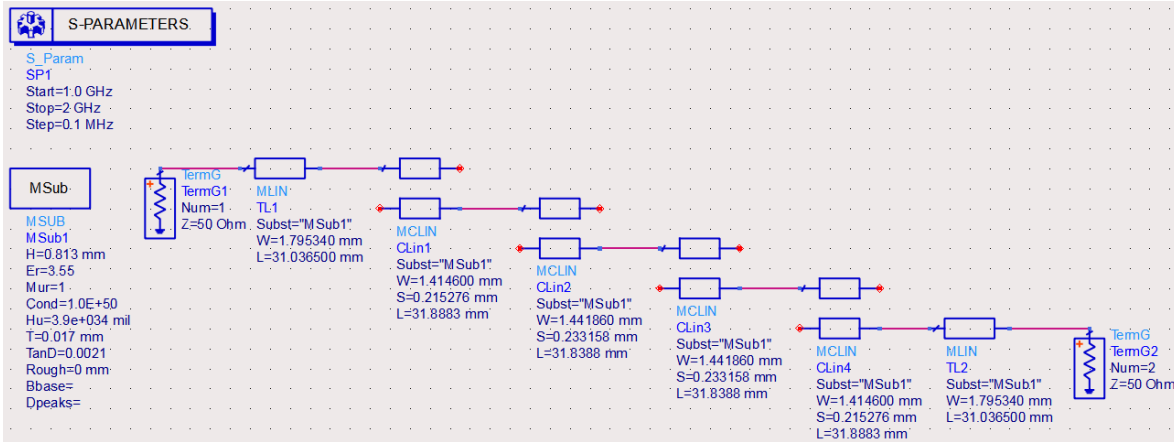 S-PARAMETERS
S_Param
SP1
Start=1.0 GHz
Stop=2 GHz
Step=0.1 MHz
MSub
MSUB
MSub1
H=0.813 mm
Er=3.55
Mur=1
Cond=1.0E+50
Hu=3.9e+034 mil
T=0.017 mm
TanD=0.0021
Rough=0 mm
Bbase=
Dpeaks=
+
TermG
TermG1
Num=1
Z=50 Ohm
MLIN
TL1
Subst="MSub1"
W=1.795340 mm
L=31.036500 mm
MCLIN
CLin1
Subst="MSub1"
W=1.414600 mm
S=0.215276 mm
L=31.8883 mm
MCLIN
CLin2
Subst="MSub1"
W=1.441860 mm
S=0.233158 mm
L=31.8388 mm
MCLIN
CLin3
Subst="MSub1"
W=1.441860 mm
S=0.233158 mm
L=31.8388 mm
MCLIN
CLin4
Subst="MSub1"
W=1.414600 mm
S=0.215276 mm
L=31.8883 mm
MLIN
TL2
Subst="MSub1"
W=1.795340 mm
L=31.036500 mm
+
TermG
TermG2
Num=2
Z=50 Ohm